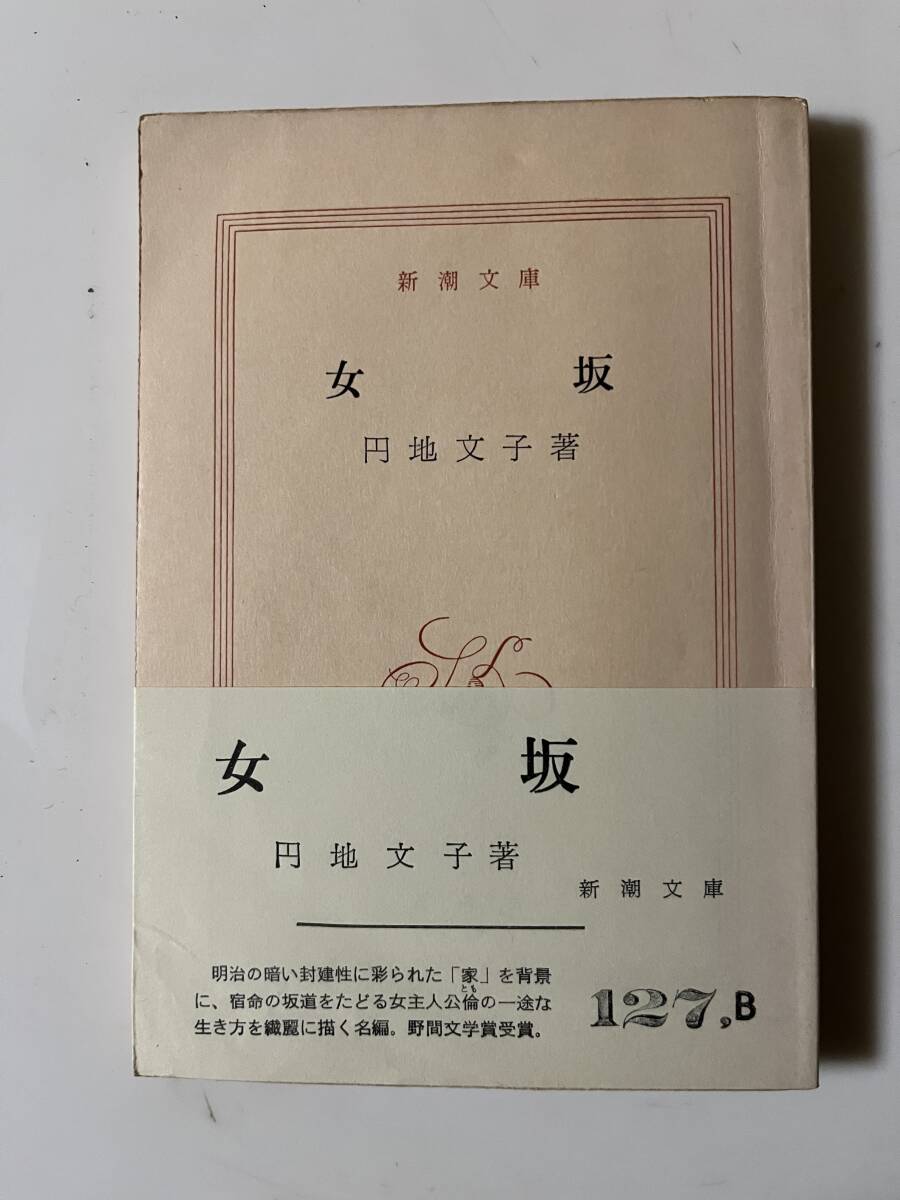 新潮文庫
女坂
円地文子著
女坂
円地文子著
新潮文庫
明治の暗い封建性に彩られた「家」を背景
とも
に、宿命の坂道をたどる女主人公倫の一途な
生き方を繊麗に描く名編。野間文学賞受賞。
127,B